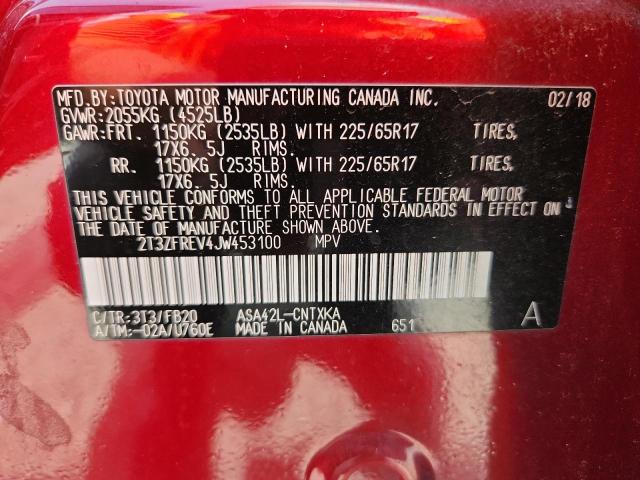 MFD.BY:TOYOTA MOTOR MANUFACTURING CANADA INC. 02/18
GVWR:2055KG (4525LB)
GAWR:FRT. 1150KG (2535LB) WITH 225/65R17 TIRES,
17X6. 5J RIMS.
RR. 1150KG (2535LB) WITH 225/65R17 TIRES,
17X6. 5J RIMS.
THIS VEHICLE CONFORMS TO ALL APPLICABLE FEDERAL MOTOR
VEHICLE SAFETY AND THEFT PREVENTION STANDARDS IN EFFECT ON
THE DATE OF MANUFACTURE SHOWN ABOVE.
2T3ZFREV4JW453100 MPV
C/TR:3T3/FB20 ASA42L-CNTXKA A
A/TM:-02A/U760E MADE IN CANADA 651